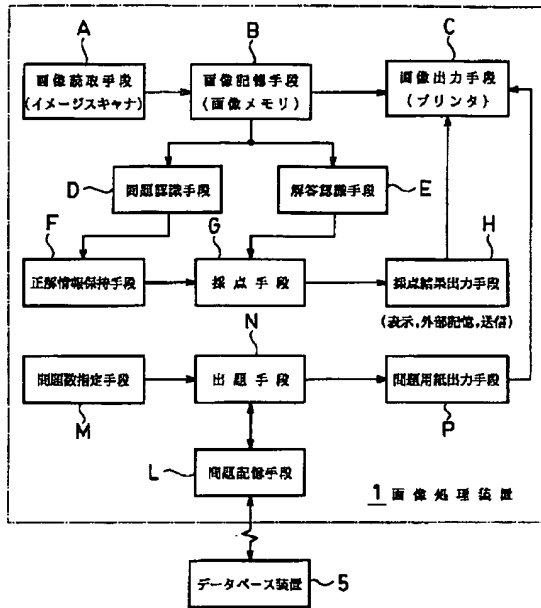 A
B
C
画像読取手段
(イメージスキャナ)
画像記憶手段
(画像メモリ)
画像出力手段
(プリンタ)
D
問題認識手段
解答認識手段
E
F
G
H
正解情報保持手段
採点手段
採点結果出力手段
(表示,外部記憶,送信)
N
問題数指定手段
出題手段
問題用紙出力手段
M
P
L
問題記憶手段
1 画像処理装置
データベース装置
5